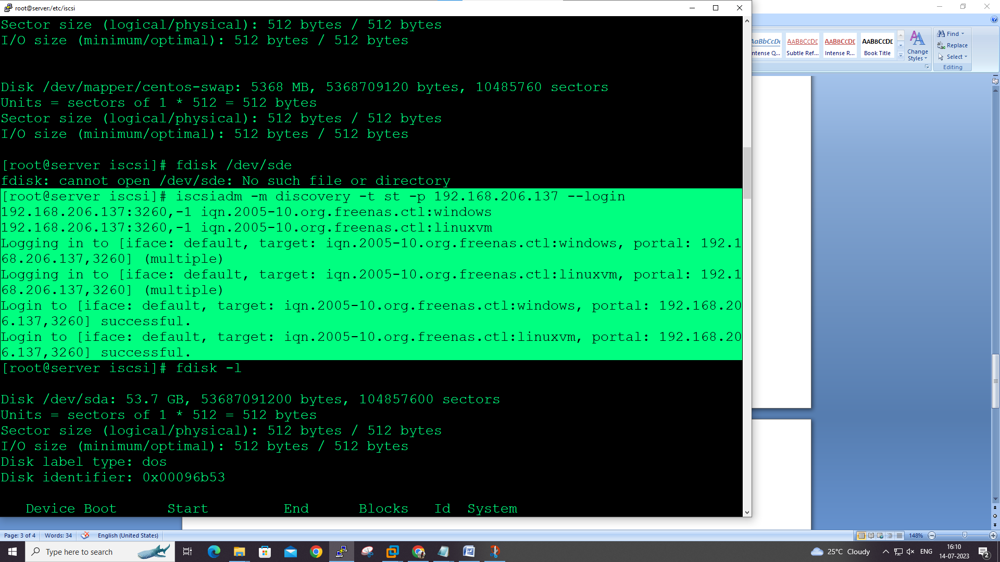 root@server:/etc/iscsi
Sector size (logical/physical): 512 bytes / 512 bytes
I/O size (minimum/optimal): 512 bytes / 512 bytes
Disk /dev/mapper/centos-swap: 5368 MB, 5368709120 bytes, 10485760 sectors
Units = sectors of 1 * 512 = 512 bytes
Sector size (logical/physical): 512 bytes / 512 bytes
I/O size (minimum/optimal): 512 bytes / 512 bytes
[root@server iscsi]# fdisk /dev/sde
fdisk: cannot open /dev/sde: No such file or directory
[root@server iscsi]# iscsiadm -m discovery -t st -p 192.168.206.137 --login
192.168.206.137:3260,-1 iqn.2005-10.org.freenas.ctl:windows
192.168.206.137:3260,-1 iqn.2005-10.org.freenas.ctl:linuxvm
Logging in to [iface: default, target: iqn.2005-10.org.freenas.ctl:windows, portal: 192.1
68.206.137,3260] (multiple)
Logging in to [iface: default, target: iqn.2005-10.org.freenas.ctl:linuxvm, portal: 192.1
68.206.137,3260] (multiple)
Login to [iface: default, target: iqn.2005-10.org.freenas.ctl:windows, portal: 192.168.20
6.137,3260] successful.
Login to [iface: default, target: iqn.2005-10.org.freenas.ctl:linuxvm, portal: 192.168.20
6.137,3260] successful.
[root@server iscsi]# fdisk -l
Disk /dev/sda: 53.7 GB, 53687091200 bytes, 104857600 sectors
Units = sectors of 1 * 512 = 512 bytes
Sector size (logical/physical): 512 bytes / 512 bytes
I/O size (minimum/optimal): 512 bytes / 512 bytes
Disk label type: dos
Disk identifier: 0x00096b53
Device Boot Start End Blocks Id System
AaBbCcDı AABBCCDE AABBCCDE AABBCCDE
ntense Q... Subtle Ref... Intense R... Book Title
Change
Styles
Find
Replace
Select
Editing
Page: 3 of 4 Words: 34 English (United States) 148%
Type here to search
25°C Cloudy ENG
16:10
14-07-2023
2